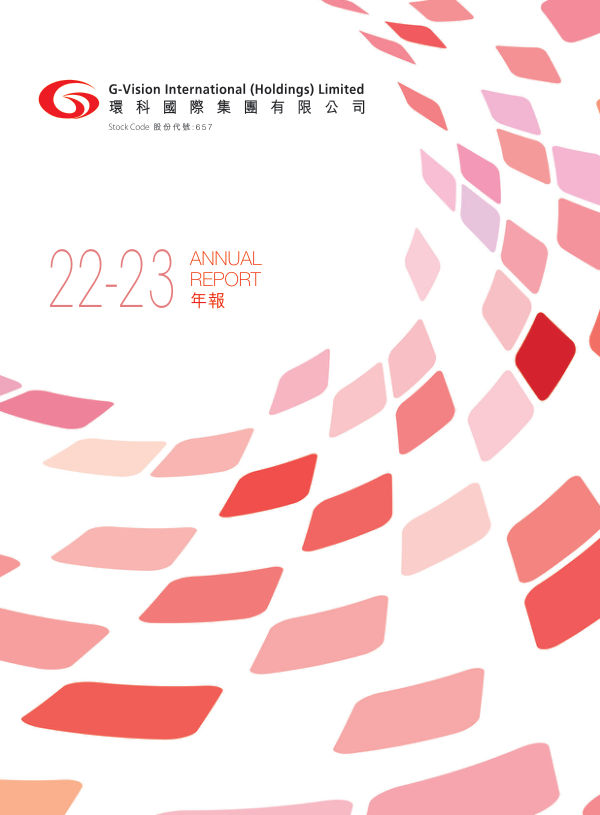 G-Vision International (Holdings) Limited
環科國際集團有限公司
Stock Code 股份代號:657
22-23
ANNUAL
REPORT
年報